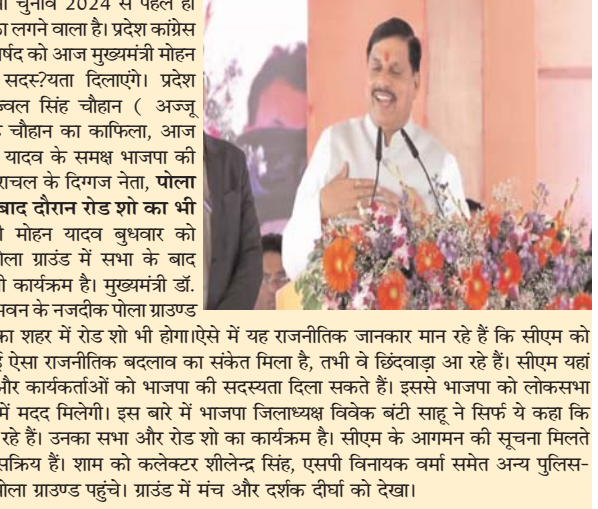 चुनाव 2024 से पहले ही
लगने वाला है। प्रदेश कांग्रेस
को आज मुख्यमंत्री मोहन
सदस्?यता दिलाएंगे। प्रदेश
सिंह चौहान ( अज्जू
चौहान का काफिला, आज
यादव के समक्ष भाजपा की
के दिग्गज नेता, पोला
दौरान रोड शो का भी
मोहन यादव बुधवार को
ग्राउंड में सभा के बाद
कार्यक्रम है। मुख्यमंत्री डॉ.
के नजदीक पोला ग्राउण्ड
का शहर में रोड शो भी होगा।ऐसे में यह राजनीतिक जानकार मान रहे हैं कि सीएम को
ऐसा राजनीतिक बदलाव का संकेत मिला है, तभी वे छिंदवाड़ा आ रहे हैं। सीएम यहां
और कार्यकर्ताओं को भाजपा की सदस्यता दिला सकते हैं। इससे भाजपा को लोकसभा
में मदद मिलेगी। इस बारे में भाजपा जिलाध्यक्ष विवेक बंटी साहू ने सिर्फ ये कहा कि
रहे हैं। उनका सभा और रोड शो का कार्यक्रम है। सीएम के आगमन की सूचना मिलते
सक्रिय हैं। शाम को कलेक्टर शीलेन्द्र सिंह, एसपी विनायक वर्मा समेत अन्य पुलिस-
पोला ग्राउण्ड पहुंचे। ग्राउंड में मंच और दर्शक दीर्घा को देखा।